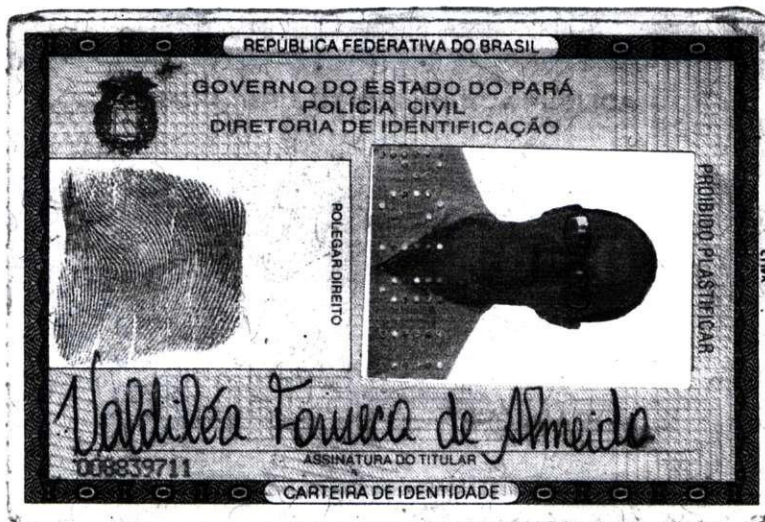 REPÚBLICA FEDERATIVA DO BRASIL
GOVERNO DO ESTADO DO PARÁ
POLÍCIA CIVIL
DIRETORIA DE IDENTIFICAÇÃO
POLEGAR DIREITO
PROIBIDO PLASTIFICAR
Valdiléa Fonseca de Almeida
008839711
ASSINATURA DO TITULAR
CARTEIRA DE IDENTIDADE